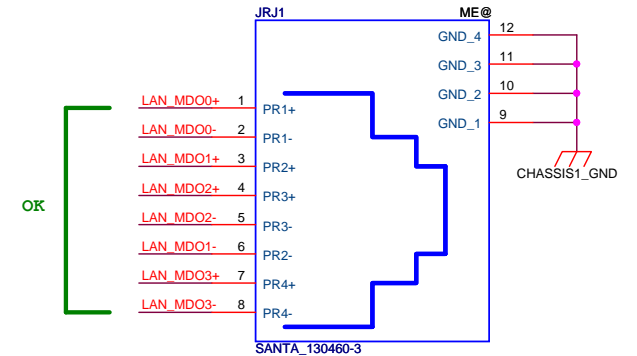 JRJ1 ME@
GND_4 12
GND_3 11
GND_2 10
GND_1 9
CHASSIS1_GND
LAN_MDO0+ 1 PR1+
LAN_MDO0- 2 PR1-
LAN_MDO1+ 3 PR2+
LAN_MDO2+ 4 PR3+
LAN_MDO2- 5 PR3-
LAN_MDO1- 6 PR2-
LAN_MDO3+ 7 PR4+
LAN_MDO3- 8 PR4-
OK
SANTA_130460-3